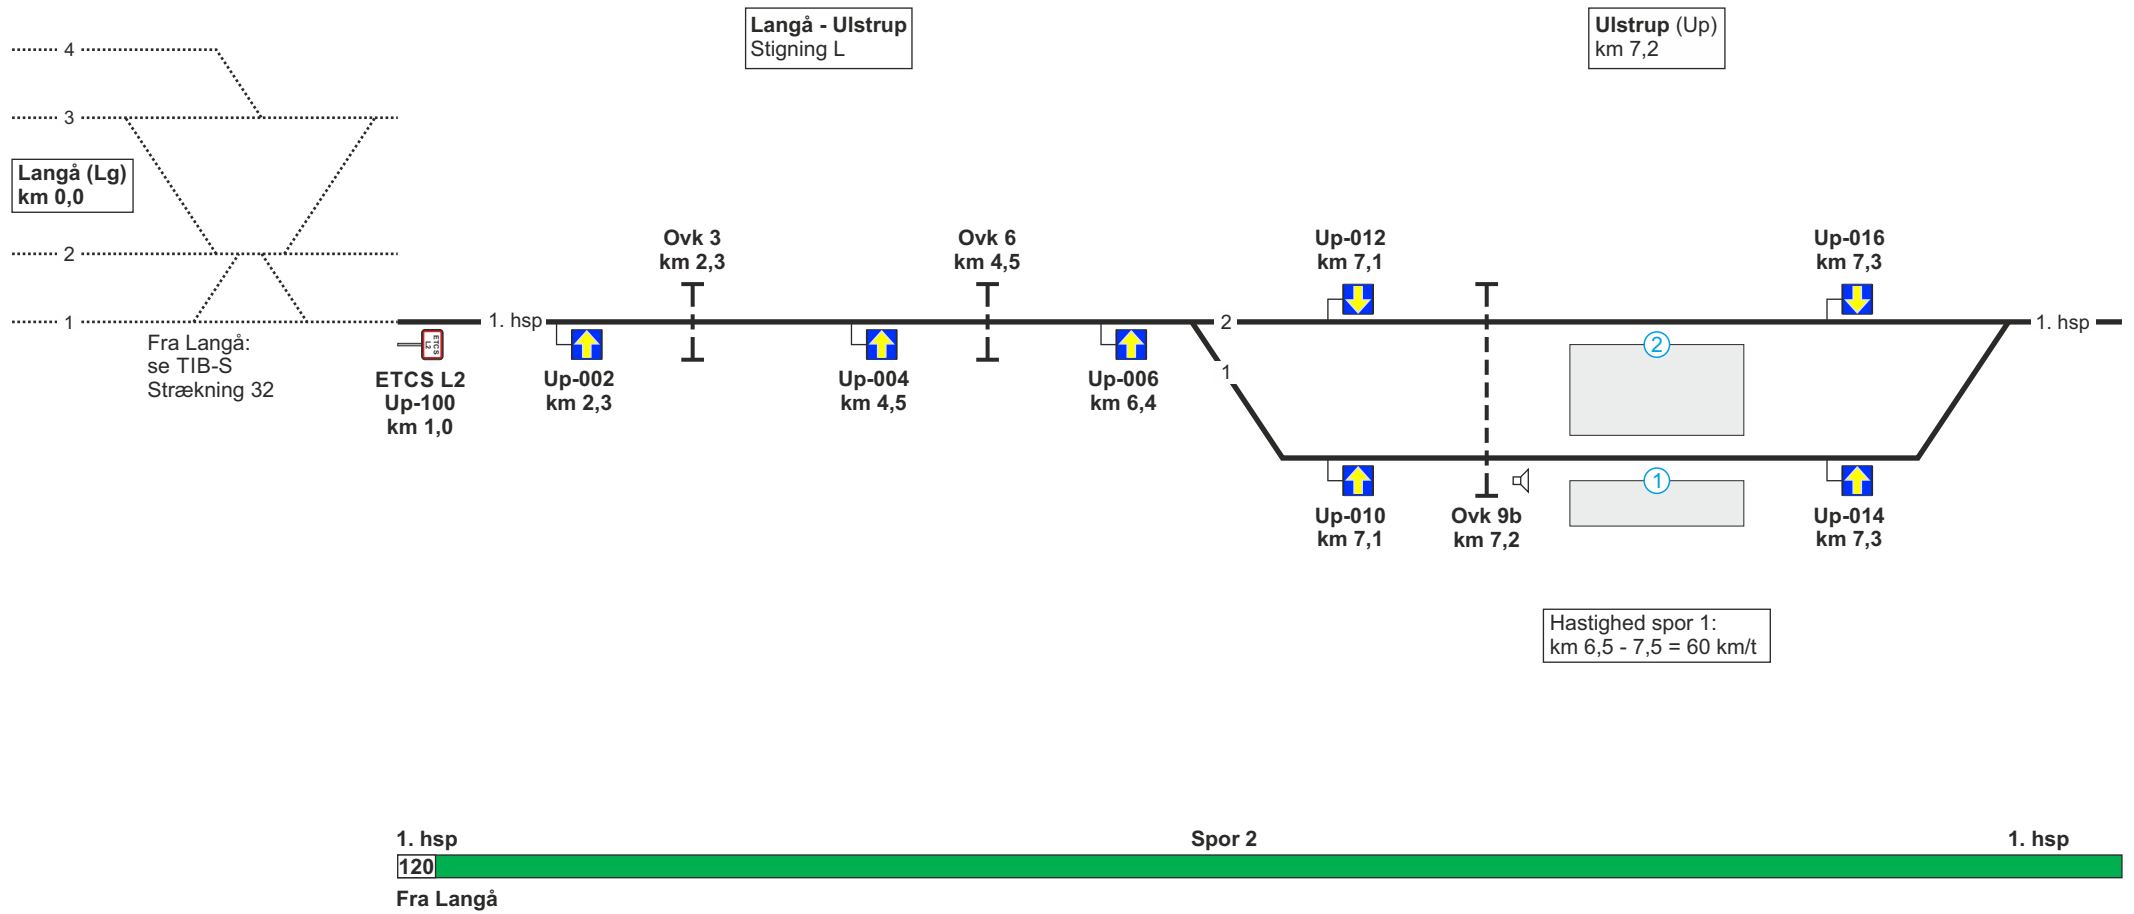 Langå - Ulstrup
Stigning L
Ulstrup (Up)
km 7,2
4
3
Langå (Lg)
km 0,0
2
1
Fra Langå:
se TIB-S
Strækning 32
1. hsp
ETCS
L2
ETCS L2
Up-100
km 1,0
Up-002
km 2,3
Ovk 3
km 2,3
Up-004
km 4,5
Ovk 6
km 4,5
Up-006
km 6,4
2
1
Up-012
km 7,1
Up-016
km 7,3
1. hsp
2
1
Up-010
km 7,1
Ovk 9b
km 7,2
Up-014
km 7,3
Hastighed spor 1:
km 6,5 - 7,5 = 60 km/t
1. hsp
Spor 2
1. hsp
120
Fra Langå